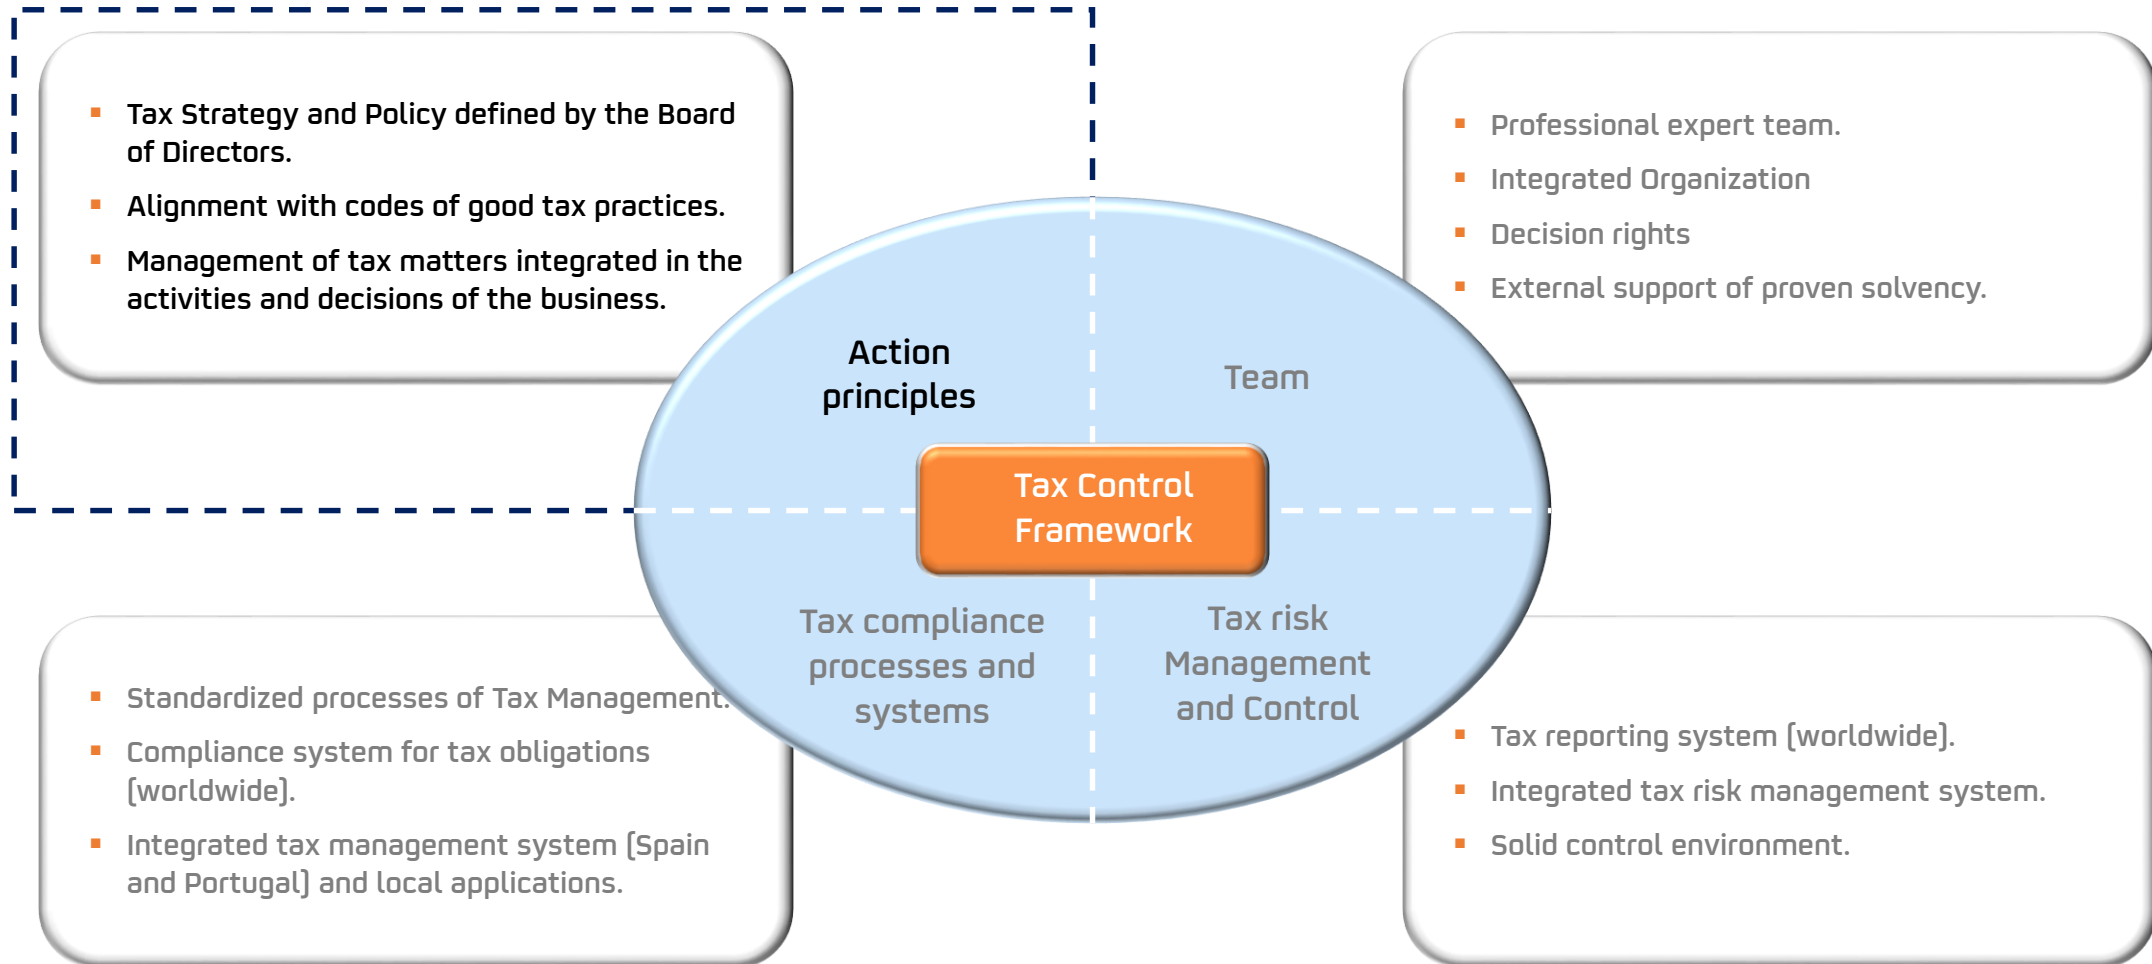 ▪ Tax Strategy and Policy defined by the Board
of Directors.
▪ Alignment with codes of good tax practices.
▪ Management of tax matters integrated in the
activities and decisions of the business.
▪ Professional expert team.
▪ Integrated Organization
▪ Decision rights
▪ External support of proven solvency.
Action
principles
Team
Tax Control
Framework
Tax compliance
processes and
systems
Tax risk
Management
and Control
▪ Standardized processes of Tax Management.
▪ Compliance system for tax obligations
(worldwide).
▪ Integrated tax management system (Spain
and Portugal) and local applications.
▪ Tax reporting system (worldwide).
▪ Integrated tax risk management system.
▪ Solid control environment.